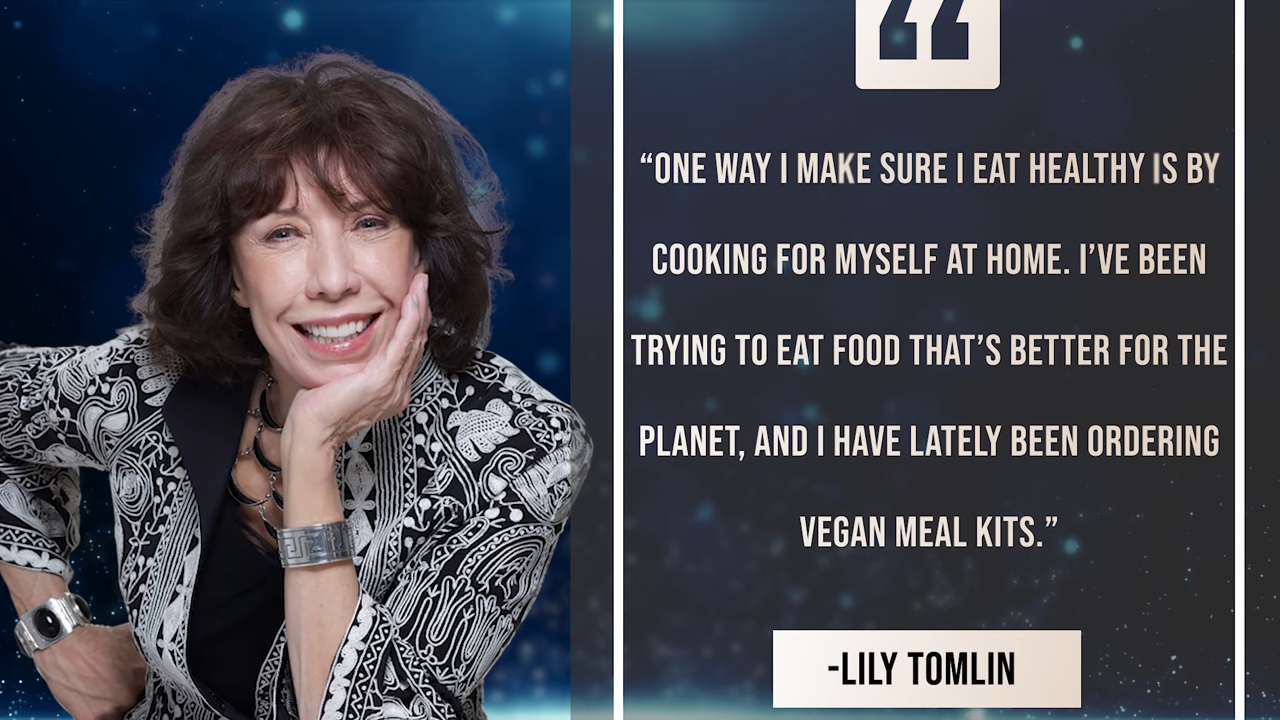 “ONE WAY I MAKE SURE I EAT HEALTHY IS BY
COOKING FOR MYSELF AT HOME. I’VE BEEN
TRYING TO EAT FOOD THAT’S BETTER FOR THE
PLANET, AND I HAVE LATELY BEEN ORDERING
VEGAN MEAL KITS.”
-LILY TOMLIN